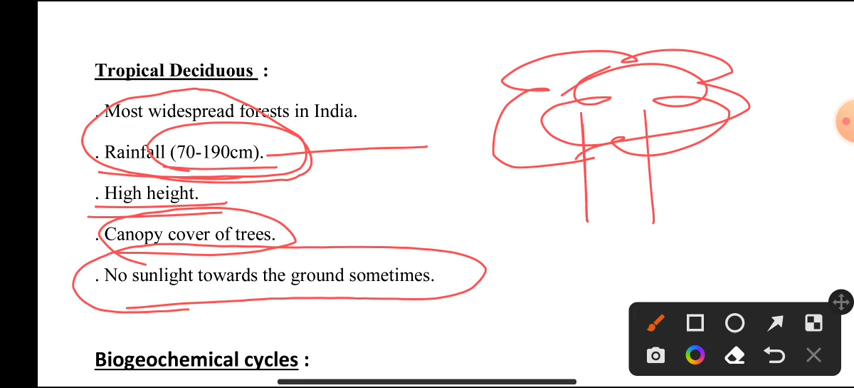 Tropical Deciduous :
. Most widespread forests in India.
. Rainfall (70-190cm).
. High height.
. Canopy cover of trees.
. No sunlight towards the ground sometimes.
Biogeochemical cycles :